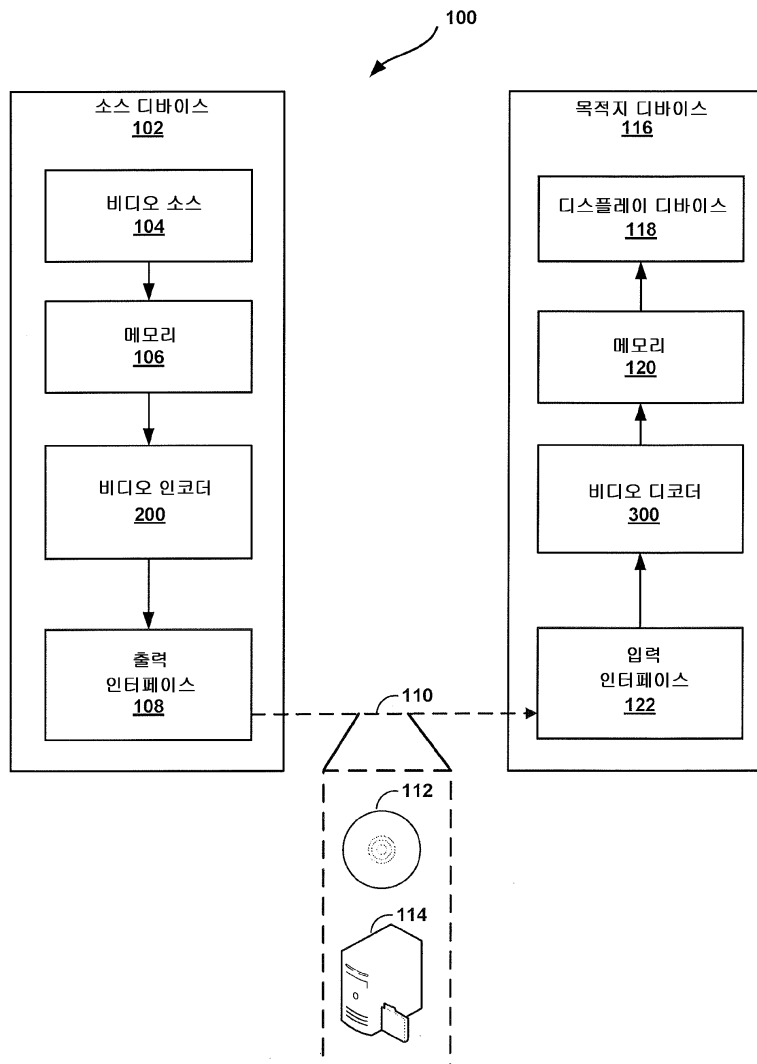 100
소스 디바이스
102
비디오 소스
104
메모리
106
비디오 인코더
200
출력
인터페이스
108
110
112
114
목적지 디바이스
116
디스플레이 디바이스
118
메모리
120
비디오 디코더
300
입력
인터페이스
122